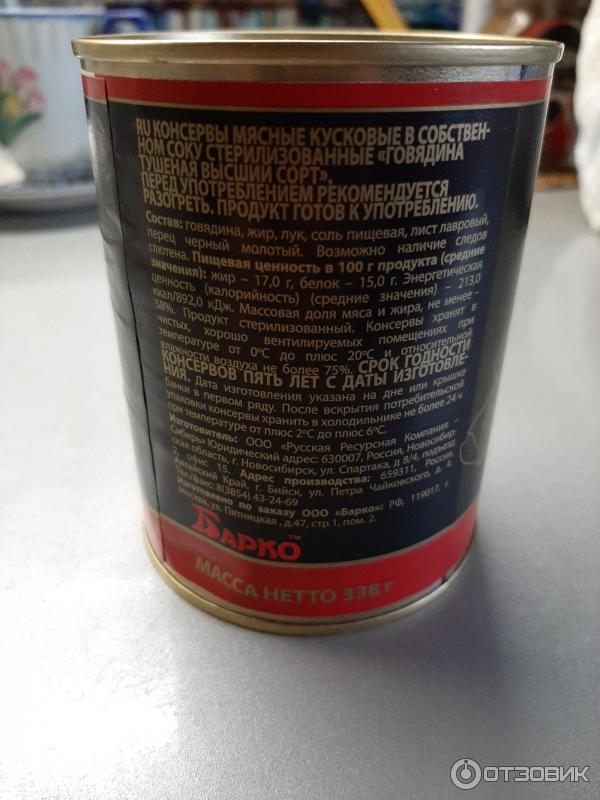 RU КОНСЕРВЫ МЯСНЫЕ КУСКОВЫЕ В СОБСТВЕН-
НОМ СОКУ СТЕРИЛИЗОВАННЫЕ «ГОВЯДИНА
ТУШЕНАЯ ВЫСШИЙ СОРТ».
ПЕРЕД УПОТРЕБЛЕНИЕМ РЕКОМЕНДУЕТСЯ
РАЗОГРЕТЬ. ПРОДУКТ ГОТОВ К УПОТРЕБЛЕНИЮ.
Состав: говядина, жир, лук, соль пищевая, лист лавровый,
перец черный молотый. Возможно наличие следов
глютена. Пищевая ценность в 100 г продукта (средние
значения): жир – 17,0 г, белок – 15,0 г. Энергетическая
ценность (калорийность) (средние значения) – 213,0
ккал/892,0 кДж. Массовая доля мяса и жира, не менее –
58%. Продукт стерилизованный. Консервы хранят в
чистых, хорошо вентилируемых помещениях при
температуре от 0°С до плюс 20°С и относительной
влажности воздуха не более 75%. СРОК ГОДНОСТИ
КОНСЕРВОВ ПЯТЬ ЛЕТ С ДАТЫ ИЗГОТОВЛЕ-
НИЯ. Дата изготовления указана на дне или крышке
банки в первом ряду. После вскрытия потребительской
упаковки консервы хранить в холодильнике не более 24 ч
при температуре от плюс 2°С до плюс 6°С.
Изготовитель: ООО «Русская Ресурсная Компания –
Сибирь» Юридический адрес: 630007, Россия, Новосибир-
ская область, г. Новосибирск, ул. Спартака, д 8/4, подъезд
2, офис 15. Адрес производства: 659311, Россия,
Алтайский Край, г. Бийск, ул. Петра Чайковского, д. 4,
тел./факс: 8(3854) 43-24-69
Изготовлено по заказу ООО «Барко»: РФ, 119017, г.
Москва, ул. Пятницкая , д.47, стр.1, пом. 2.
БАРКО™
МАССА НЕТТО 338 г
ОТЗОВИК